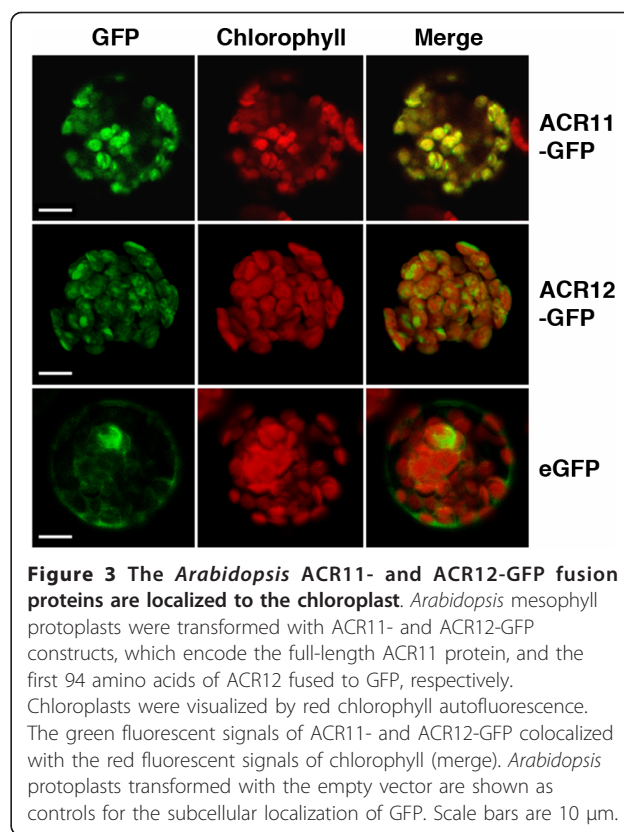 GFP Chlorophyll Merge
ACR11
-GFP
ACR12
-GFP
eGFP
Figure 3 The Arabidopsis ACR11- and ACR12-GFP fusion
proteins are localized to the chloroplast. Arabidopsis mesophyll
protoplasts were transformed with ACR11- and ACR12-GFP
constructs, which encode the full-length ACR11 protein, and the
first 94 amino acids of ACR12 fused to GFP, respectively.
Chloroplasts were visualized by red chlorophyll autofluorescence.
The green fluorescent signals of ACR11- and ACR12-GFP colocalized
with the red fluorescent signals of chlorophyll (merge). Arabidopsis
protoplasts transformed with the empty vector are shown as
controls for the subcellular localization of GFP. Scale bars are 10 μm.